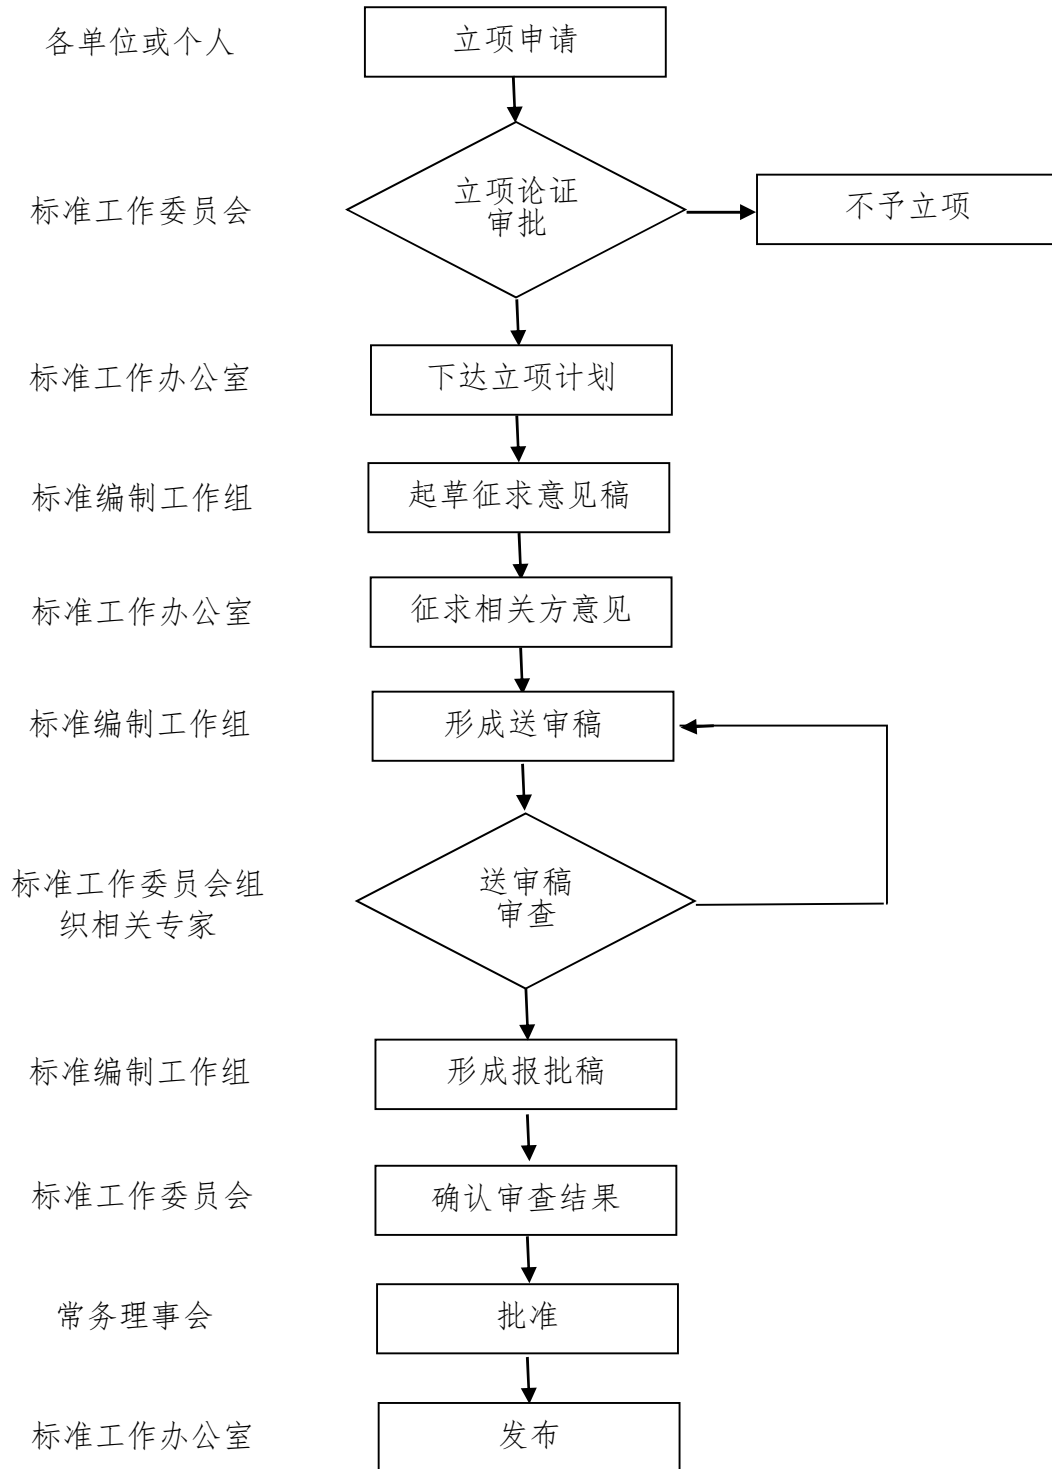 各单位或个人
立项申请
标准工作委员会
立项论证
审批
不予立项
标准工作办公室
下达立项计划
标准编制工作组
起草征求意见稿
标准工作办公室
征求相关方意见
标准编制工作组
形成送审稿
标准工作委员会组
织相关专家
送审稿
审查
标准编制工作组
形成报批稿
标准工作委员会
确认审查结果
常务理事会
批准
标准工作办公室
发布